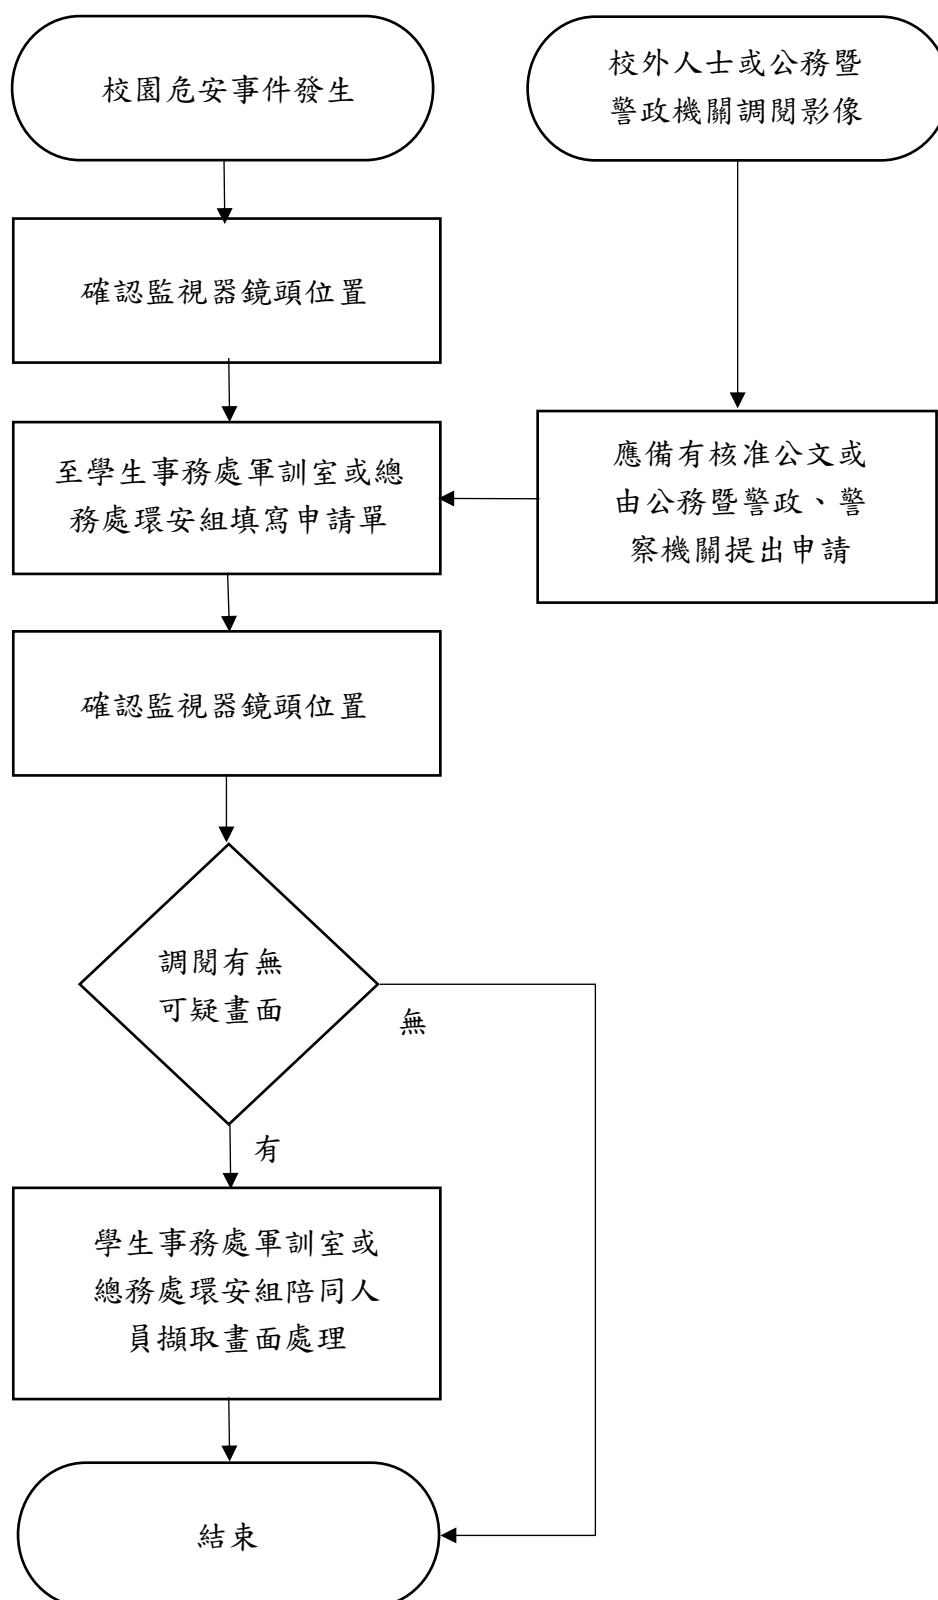 校園危安事件發生
校外人士或公務暨
警政機關調閱影像
確認監視器鏡頭位置
至學生事務處軍訓室或總
務處環安組填寫申請單
應備有核准公文或
由公務暨警政、警
察機關提出申請
確認監視器鏡頭位置
調閱有無
可疑畫面
無
有
學生事務處軍訓室或
總務處環安組陪同人
員擷取畫面處理
結束